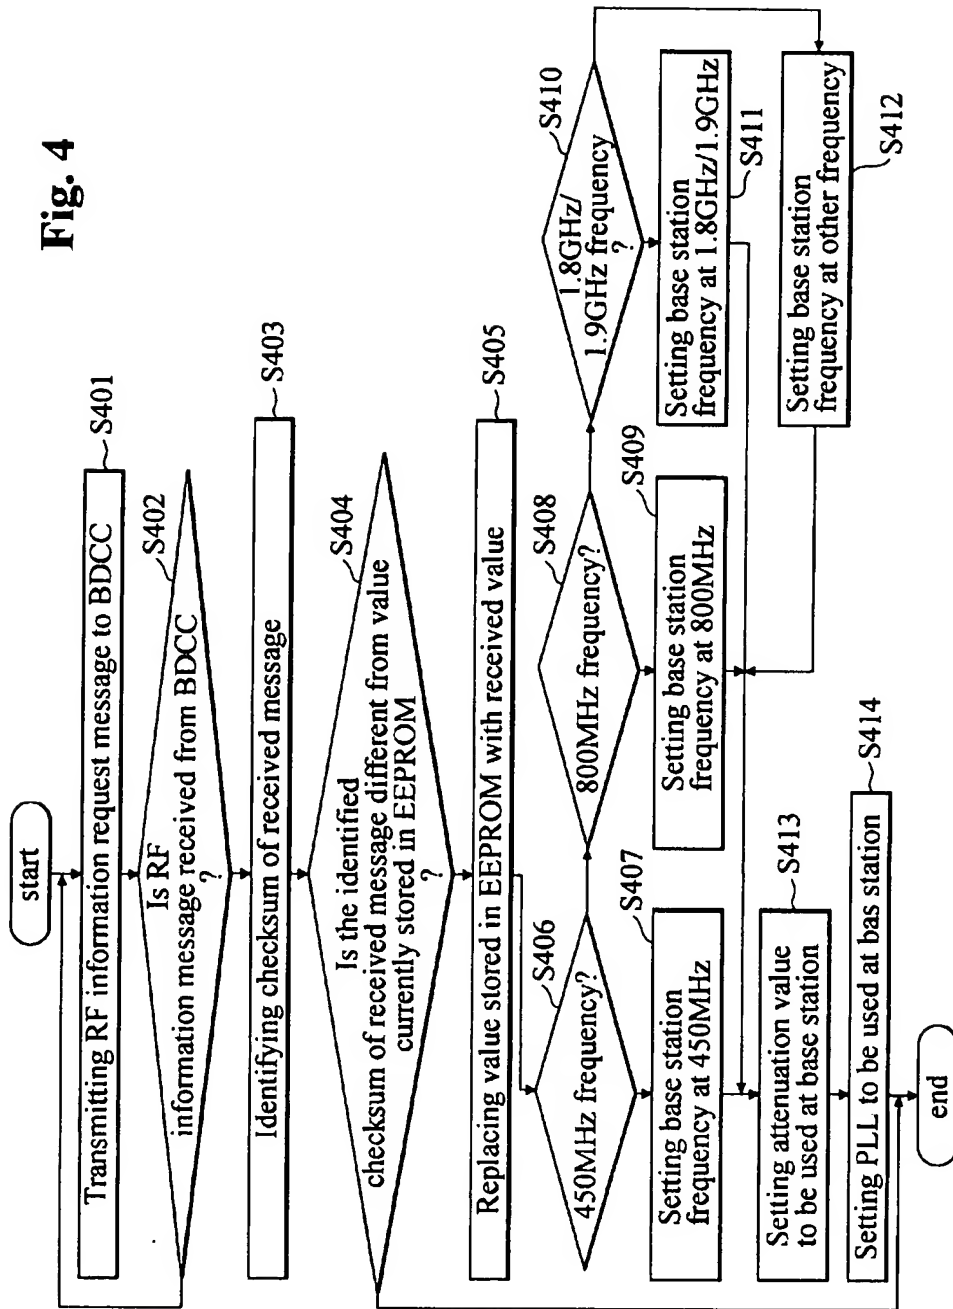 Fig. 4
start
Transmitting RF information request message to BDCC
S401
Is RF
information message received from BDCC
?
S402
Identifying checksum of received message
S403
Is the identified
checksum of received message different from value
currently stored in EEPROM
?
S404
Replacing value stored in EEPROM with received value
S405
450MHz frequency?
S406
Setting base station
frequency at 450MHz
S407
800MHz frequency?
S408
Setting base station
frequency at 800MHz
S409
1.8GHz/
1.9GHz frequency
?
S410
Setting base station
frequency at 1.8GHz/1.9GHz
S411
Setting base station
frequency at other frequency
S412
Setting attenuation value
to be used at base station
S413
Setting PLL to be used at bas station
S414
end